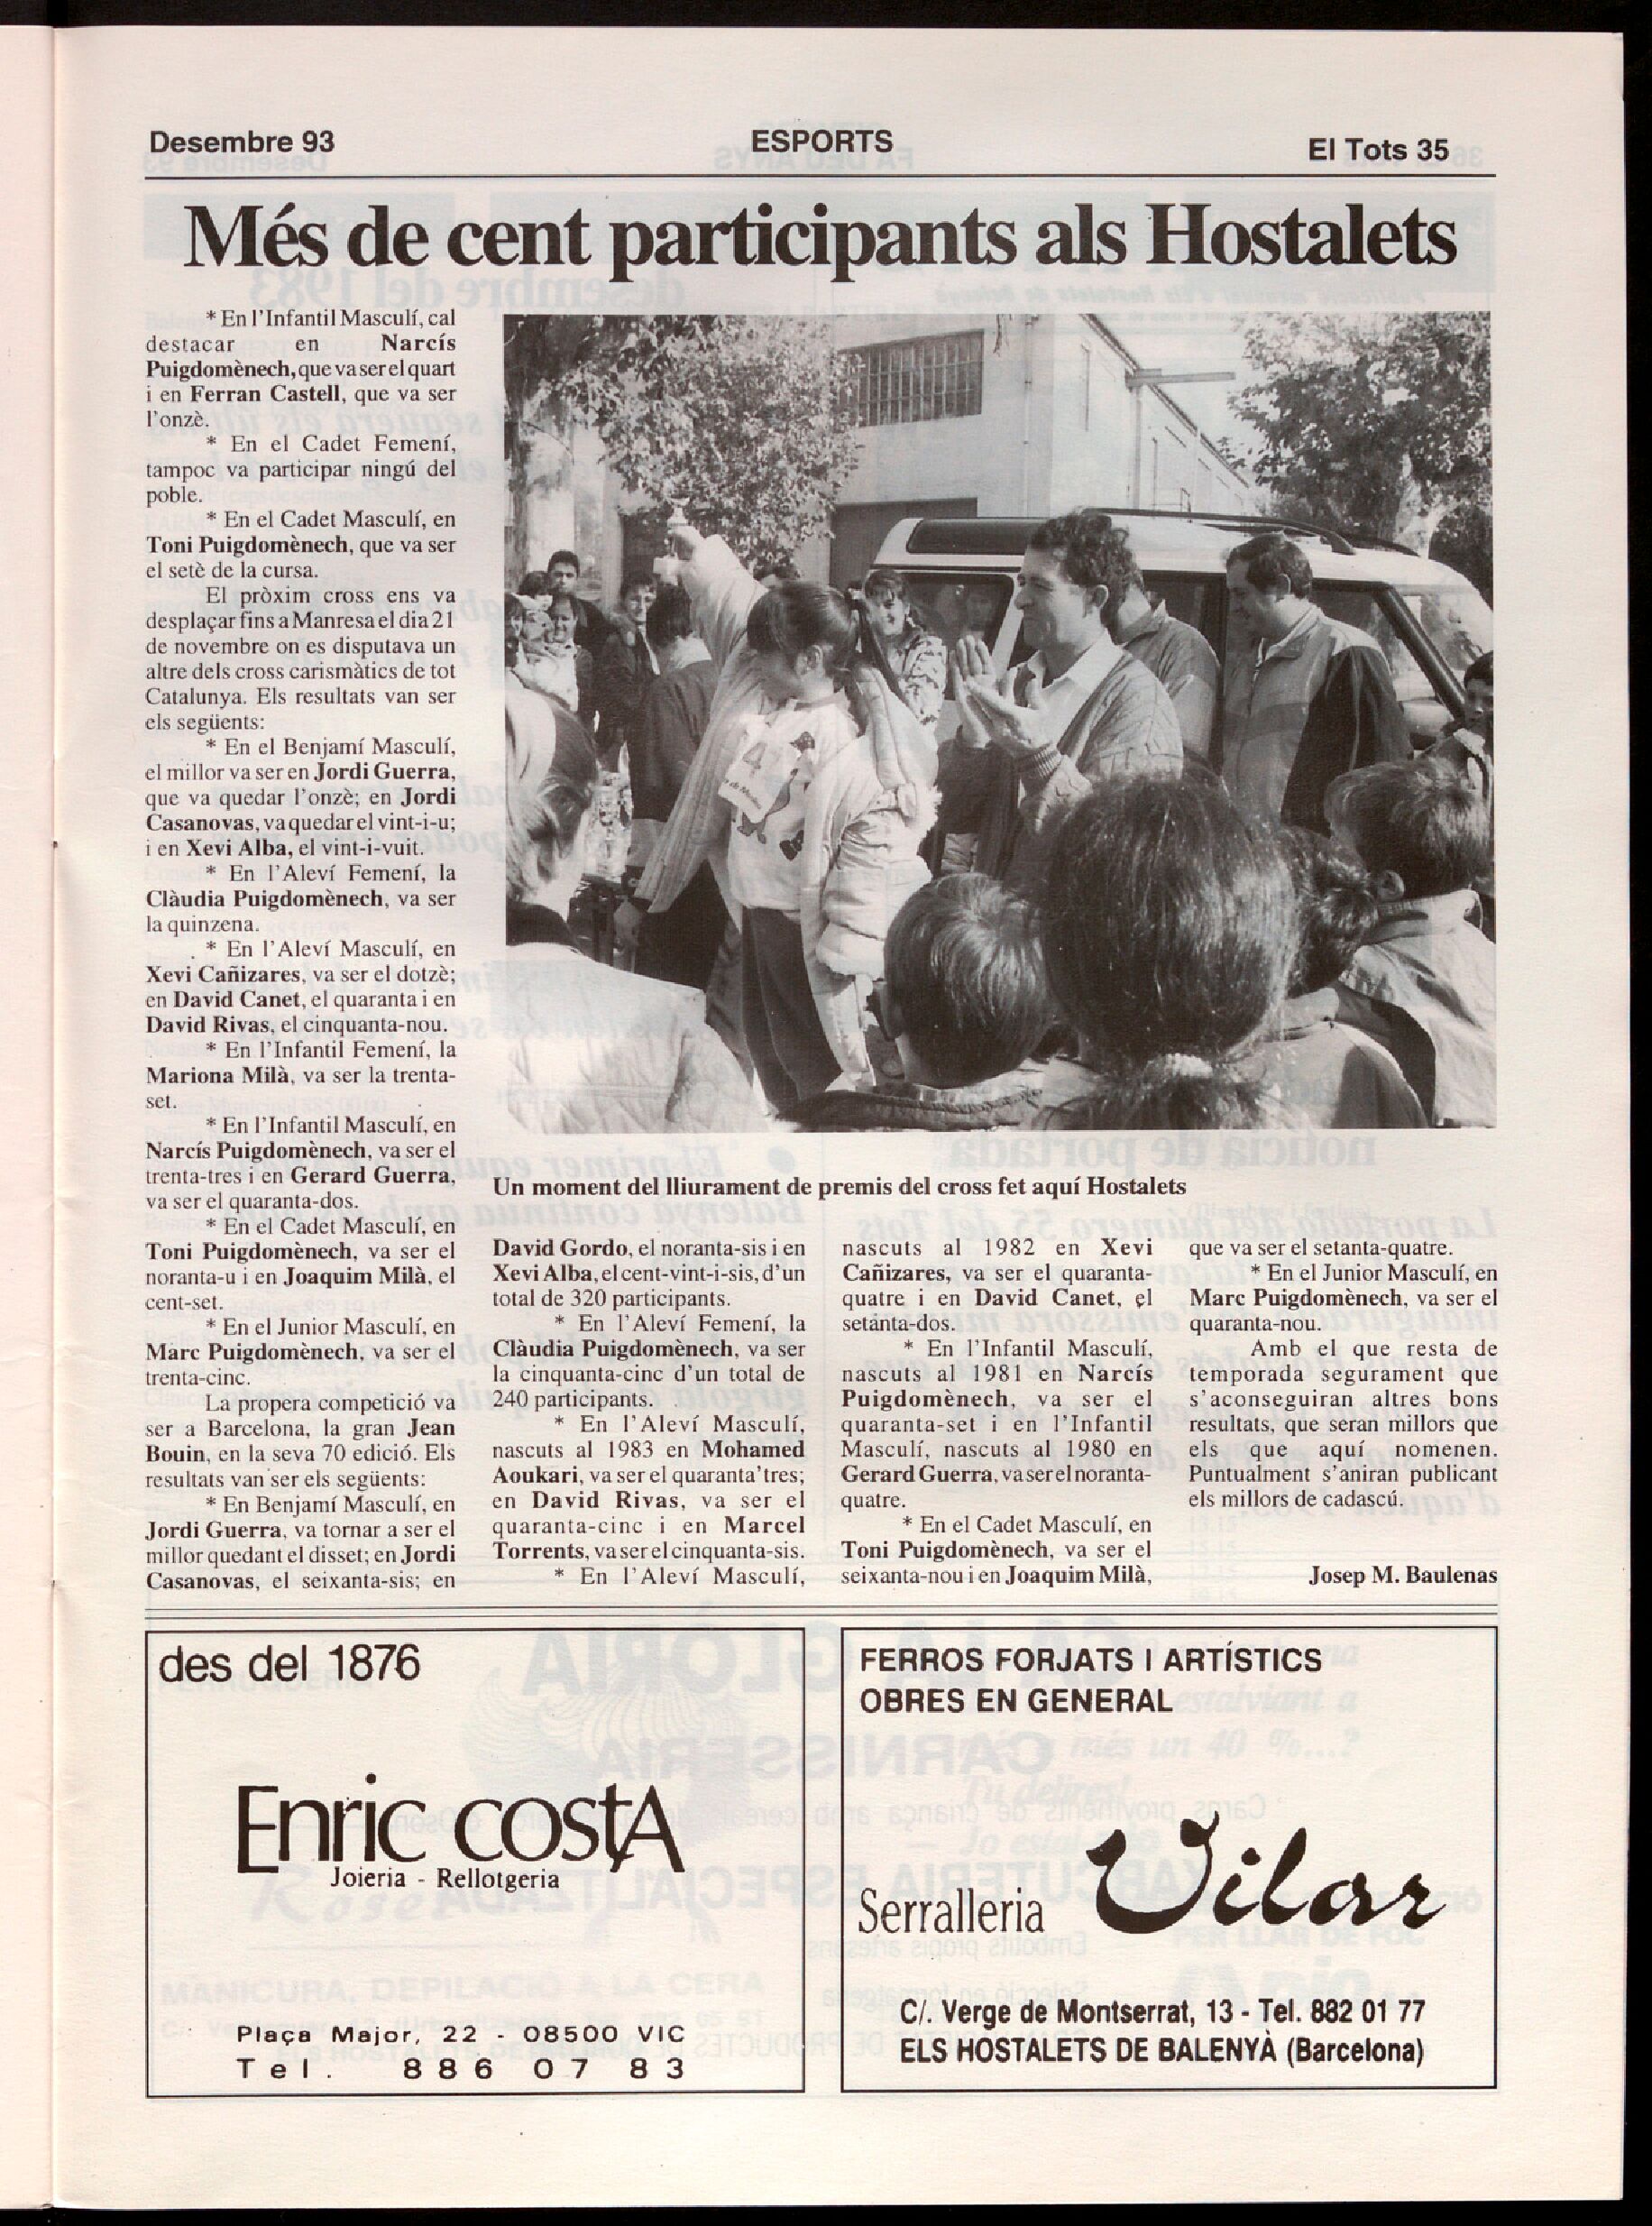 Desembre 93
ESPORTS
El Tots 35
Més de cent participants als Hostalets
* En l'Infantil Masculí, cal
destacar en Narcís
Puigdomènech, que va ser el quart
i en Ferran Castell, que va ser
l'onzè.
* En el Cadet Femení,
tampoc va participar ningú del
poble.
* En el Cadet Masculí, en
Toni Puigdomènech, que va ser
el setè de la cursa.
El pròxim cross ens va
desplaçar fins a Manresa el dia 21
de novembre on es disputava un
altre dels cross carismàtics de tot
Catalunya. Els resultats van ser
els següents:
* En el Benjamí Masculí,
el millor va ser en Jordi Guerra,
que va quedar l'onzè; en Jordi
Casanovas, va quedar el vint-i-u;
i en Xevi Alba, el vint-i-vuit.
* En l'Aleví Femení, la
Clàudia Puigdomènech, va ser
la quinzena.
* En l'Aleví Masculí, en
Xevi Cañizares, va ser el dotzè;
en David Canet, el quaranta i en
David Rivas, el cinquanta-nou.
* En l'Infantil Femení, la
Mariona Milà, va ser la trenta-
set.
* En l'Infantil Masculí, en
Narcís Puigdomènech, va ser el
trenta-tres i en Gerard Guerra,
va ser el quaranta-dos.
* En el Cadet Masculí, en
Toni Puigdomènech, va ser el
noranta-u i en Joaquim Milà, el
cent-set.
* En el Junior Masculí, en
Marc Puigdomènech, va ser el
trenta-cinc.
La propera competició va
ser a Barcelona, la gran Jean
Bouin, en la seva 70 edició. Els
resultats van ser els següents:
* En Benjamí Masculí, en
Jordi Guerra, va tornar a ser el
millor quedant el disset; en Jordi
Casanovas, el seixanta-sis; en
4
Un moment del lliurament de premis del cross fet aquí Hostalets
David Gordo, el noranta-sis i en
Xevi Alba, el cent-vint-i-sis, d'un
total de 320 participants.
* En l'Aleví Femení, la
Clàudia Puigdomènech, va ser
la cinquanta-cinc d'un total de
240 participants.
* En l'Aleví Masculí,
nascuts al 1983 en Mohamed
Aoukari, va ser el quaranta'tres;
en David Rivas, va ser el
quaranta-cinc i en Marcel
Torrents, va ser el cinquanta-sis.
* En l'Aleví Masculí,
nascuts al 1982 en Xevi
Cañizares, va ser el quaranta-
quatre i en David Canet, el
setanta-dos.
* En l'Infantil Masculí,
nascuts al 1981 en Narcís
Puigdomènech, va ser el
quaranta-set i en l'Infantil
Masculí, nascuts al 1980 en
Gerard Guerra, va ser el noranta-
quatre.
* En el Cadet Masculí, en
Toni Puigdomènech, va ser el
seixanta-nou i en Joaquim Milà,
que va ser el setanta-quatre.
* En el Junior Masculí, en
Marc Puigdomènech, va ser el
quaranta-nou.
Amb el que resta de
temporada segurament que
s'aconseguiran altres bons
resultats, que seran millors que
els que aquí nomenen.
Puntualment s'aniran publicant
els millors de cadascú.
Josep M. Baulenas
des del 1876
Enric costA
Joieria - Rellotgeria
Plaça Major, 22 - 08500 VIC
Tel. 886 07 83
FERROS FORJATS I ARTÍSTICS
OBRES EN GENERAL
Serralleria Vilar
C/. Verge de Montserrat, 13 - Tel. 882 01 77
ELS HOSTALETS DE BALENYÀ (Barcelona)